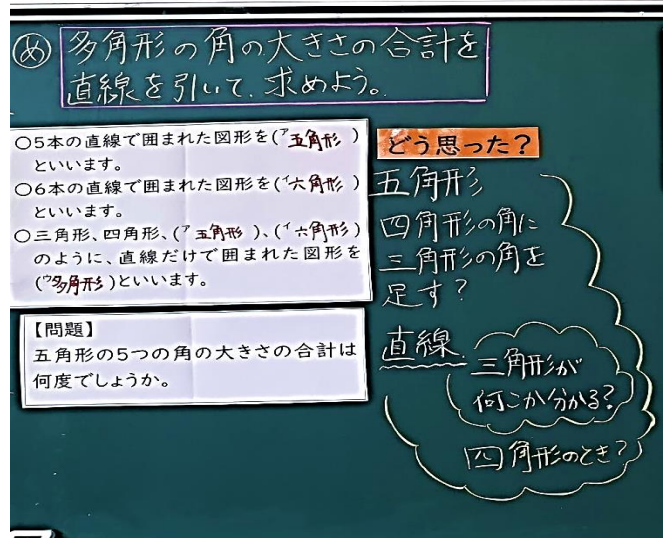 め 多角形の角の大きさの合計を
直線を引いて、求めよう。
○5本の直線で囲まれた図形を(ア 五角形 )
といいます。
○6本の直線で囲まれた図形を(イ 六角形 )
といいます。
○三角形、四角形、(ア 五角形 )、(イ 六角形)
のように、直線だけで囲まれた図形を
(ウ多角形)といいます。
【問題】
五角形の5つの角の大きさの合計は
何度でしょうか。
どう思った?
五角形
四角形の角に
三角形の角を
足す?
直線
三角形が
何こか分かる?
四角形のとき?